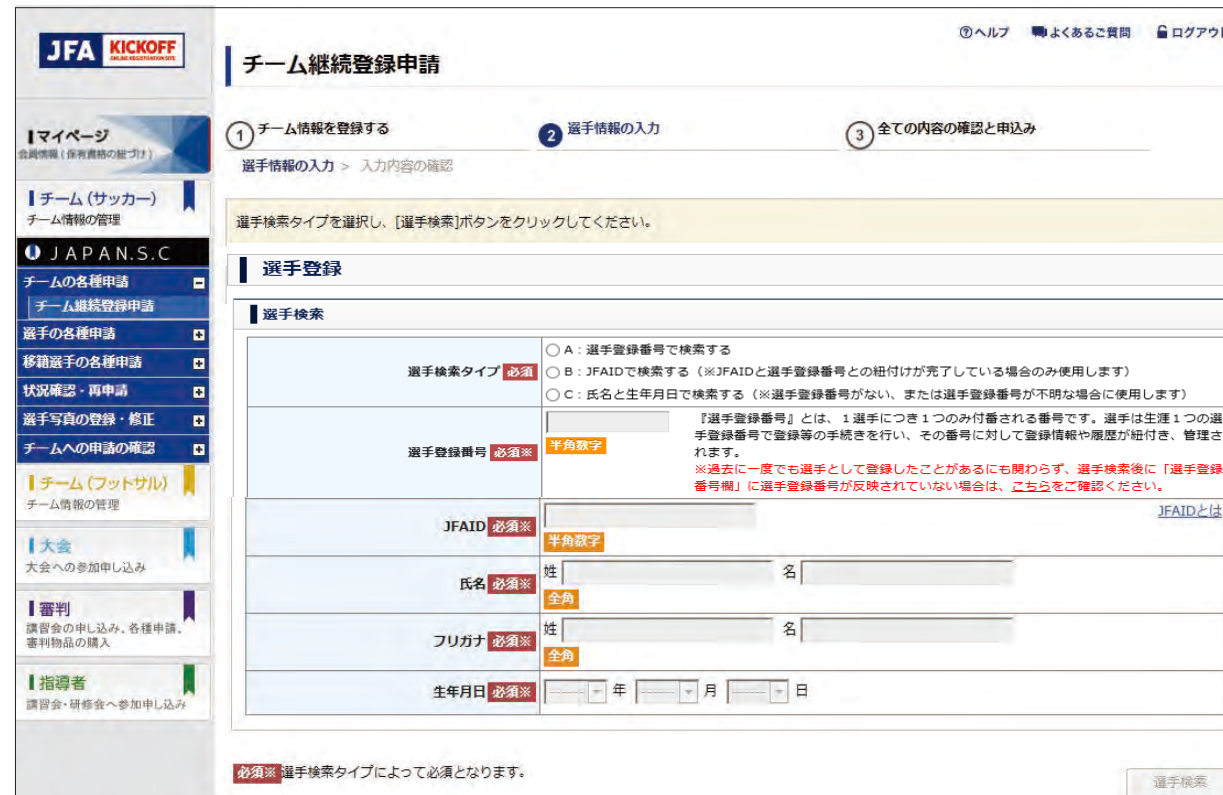 JFA KICKOFF
ONLINE REGISTRATION SITE
ヘルプ よくあるご質問 ログアウト
チーム継続登録申請
1 チーム情報を登録する 2 選手情報の入力 3 全ての内容の確認と申込み
選手情報の入力 > 入力内容の確認
マイページ
会員情報(保有資格の紐づけ)
チーム(サッカー)
チーム情報の管理
JAPAN.S.C
チームの各種申請
チーム継続登録申請
選手の各種申請
移籍選手の各種申請
状況確認・再申請
選手写真の登録・修正
チームへの申請の確認
チーム(フットサル)
チーム情報の管理
大会
大会への参加申し込み
審判
講習会の申し込み、各種申請、
審判物品の購入
指導者
講習会・研修会へ参加申し込み
選手検索タイプを選択し、[選手検索]ボタンをクリックしてください。
選手登録
選手検索
選手検索タイプ 必須
A:選手登録番号で検索する
B:JFAIDで検索する(※JFAIDと選手登録番号との紐付けが完了している場合のみ使用します)
C:氏名と生年月日で検索する(※選手登録番号がない、または選手登録番号が不明な場合に使用します)
選手登録番号 必須※
半角数字
『選手登録番号』とは、1選手につき1つのみ付番される番号です。選手は生涯1つの選
手登録番号で登録等の手続きを行い、その番号に対して登録情報や履歴が紐付き、管理さ
れます。
※過去に一度でも選手として登録したことがあるにも関わらず、選手検索後に「選手登録
番号欄」に選手登録番号が反映されていない場合は、こちらをご確認ください。
JFAID 必須※
半角数字
JFAIDとは
氏名 必須※ 姓 名
全角
フリガナ 必須※ 姓 名
全角
生年月日 必須※ 年 月 日
必須※ 選手検索タイプによって必須となります。
選手検索